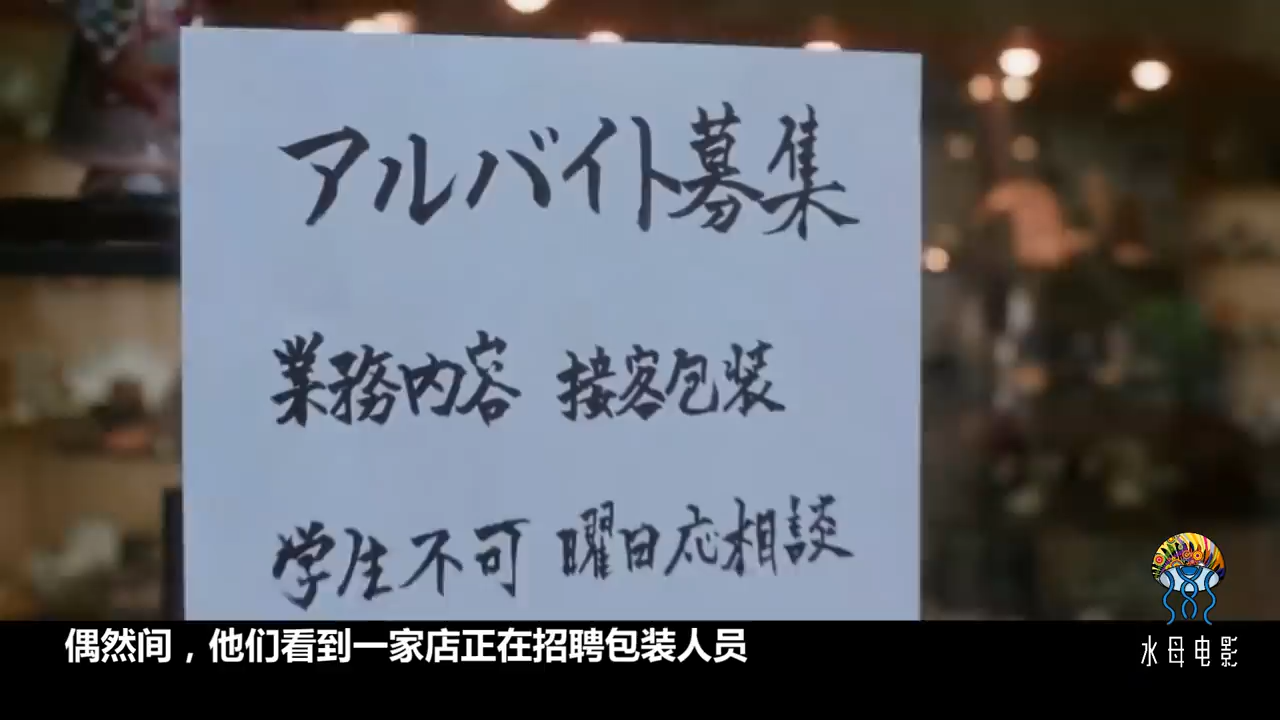 アルバイト募集
業務内容 接客包装
学生不可 曜日応相談
偶然间，他们看到一家店正在招聘包装人员
水母电影